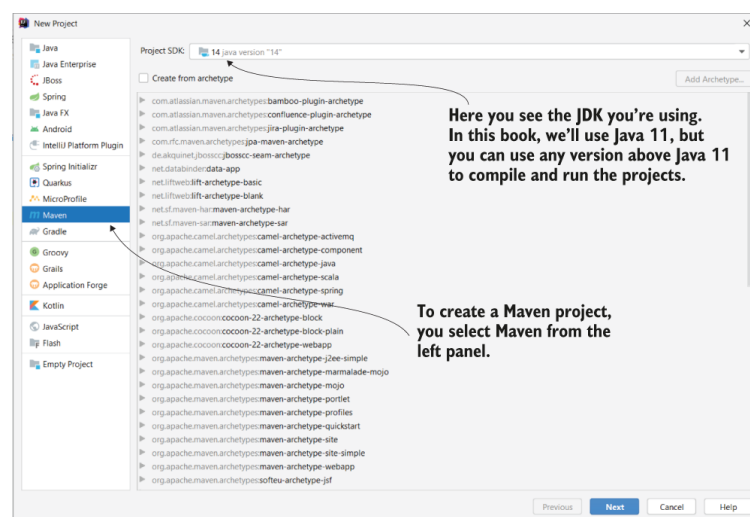 New Project
Java
Java Enterprise
JBoss
Spring
Java FX
Android
IntelliJ Platform Plugin
Spring Initializr
Quarkus
MicroProfile
Maven
Gradle
Groovy
Grails
Application Forge
Kotlin
JavaScript
Flash
Empty Project
Project SDK: 14 java version "14"
Create from archetype
Add Archetype...
com.atlassian.maven.archetypes:bamboo-plugin-archetype
com.atlassian.maven.archetypes:confluence-plugin-archetype
com.atlassian.maven.archetypes:jira-plugin-archetype
com.rfc.maven.archetypes:jpa-maven-archetype
de.akquinet.jbosscc:jbosscc-seam-archetype
net.databinder:data-app
net.liftweb:lift-archetype-basic
net.liftweb:lift-archetype-blank
net.sf.maven-har:maven-archetype-har
net.sf.maven-sar:maven-archetype-sar
org.apache.camel.archetypes:camel-archetype-activemq
org.apache.camel.archetypes:camel-archetype-component
org.apache.camel.archetypes:camel-archetype-java
org.apache.camel.archetypes:camel-archetype-scala
org.apache.camel.archetypes:camel-archetype-spring
org.apache.camel.archetypes:camel-archetype-war
org.apache.cocoon:cocoon-22-archetype-block
org.apache.cocoon:cocoon-22-archetype-block-plain
org.apache.cocoon:cocoon-22-archetype-webapp
org.apache.maven.archetypes:maven-archetype-j2ee-simple
org.apache.maven.archetypes:maven-archetype-marmalade-mojo
org.apache.maven.archetypes:maven-archetype-mojo
org.apache.maven.archetypes:maven-archetype-portlet
org.apache.maven.archetypes:maven-archetype-profiles
org.apache.maven.archetypes:maven-archetype-quickstart
org.apache.maven.archetypes:maven-archetype-site
org.apache.maven.archetypes:maven-archetype-site-simple
org.apache.maven.archetypes:maven-archetype-webapp
org.apache.maven.archetypes:softeu-archetype-jsf
Here you see the JDK you're using.
In this book, we'll use Java 11, but
you can use any version above Java 11
to compile and run the projects.
To create a Maven project,
you select Maven from the
left panel.
Previous
Next
Cancel
Help